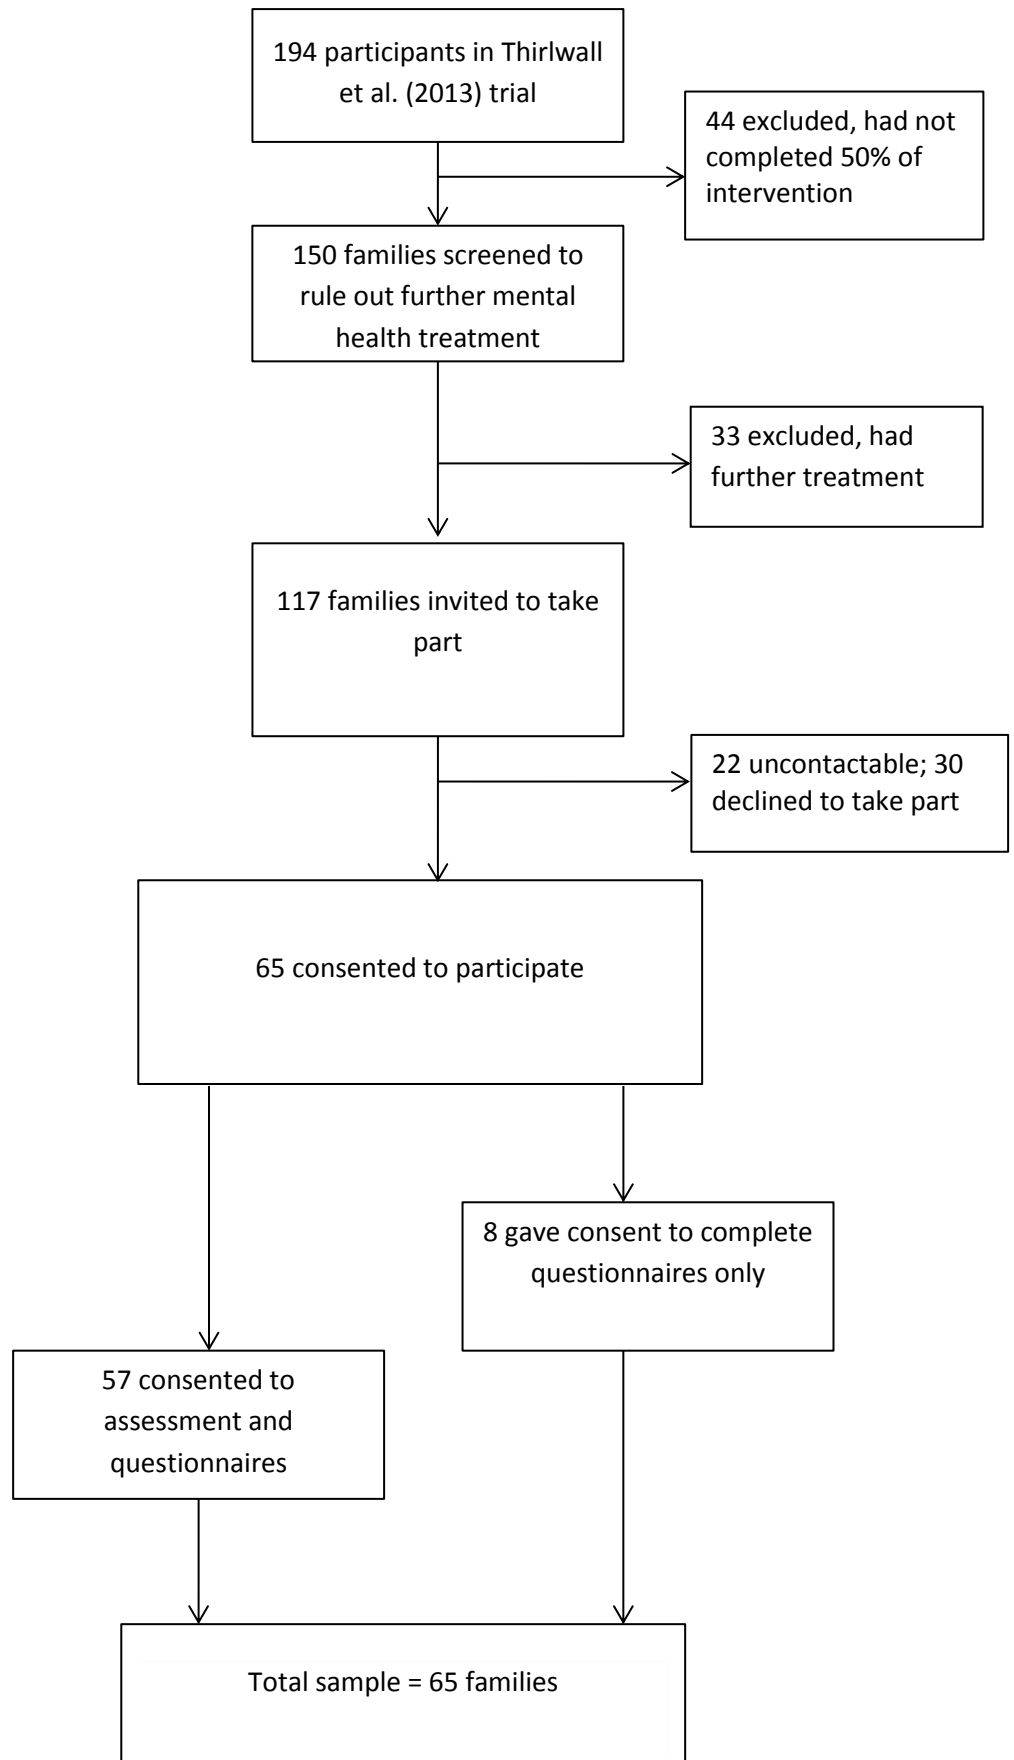 194 participants in Thirlwall
et al. (2013) trial
44 excluded, had not
completed 50% of
intervention
150 families screened to
rule out further mental
health treatment
33 excluded, had
further treatment
117 families invited to take
part
22 uncontactable; 30
declined to take part
65 consented to participate
8 gave consent to complete
questionnaires only
57 consented to
assessment and
questionnaires
Total sample = 65 families